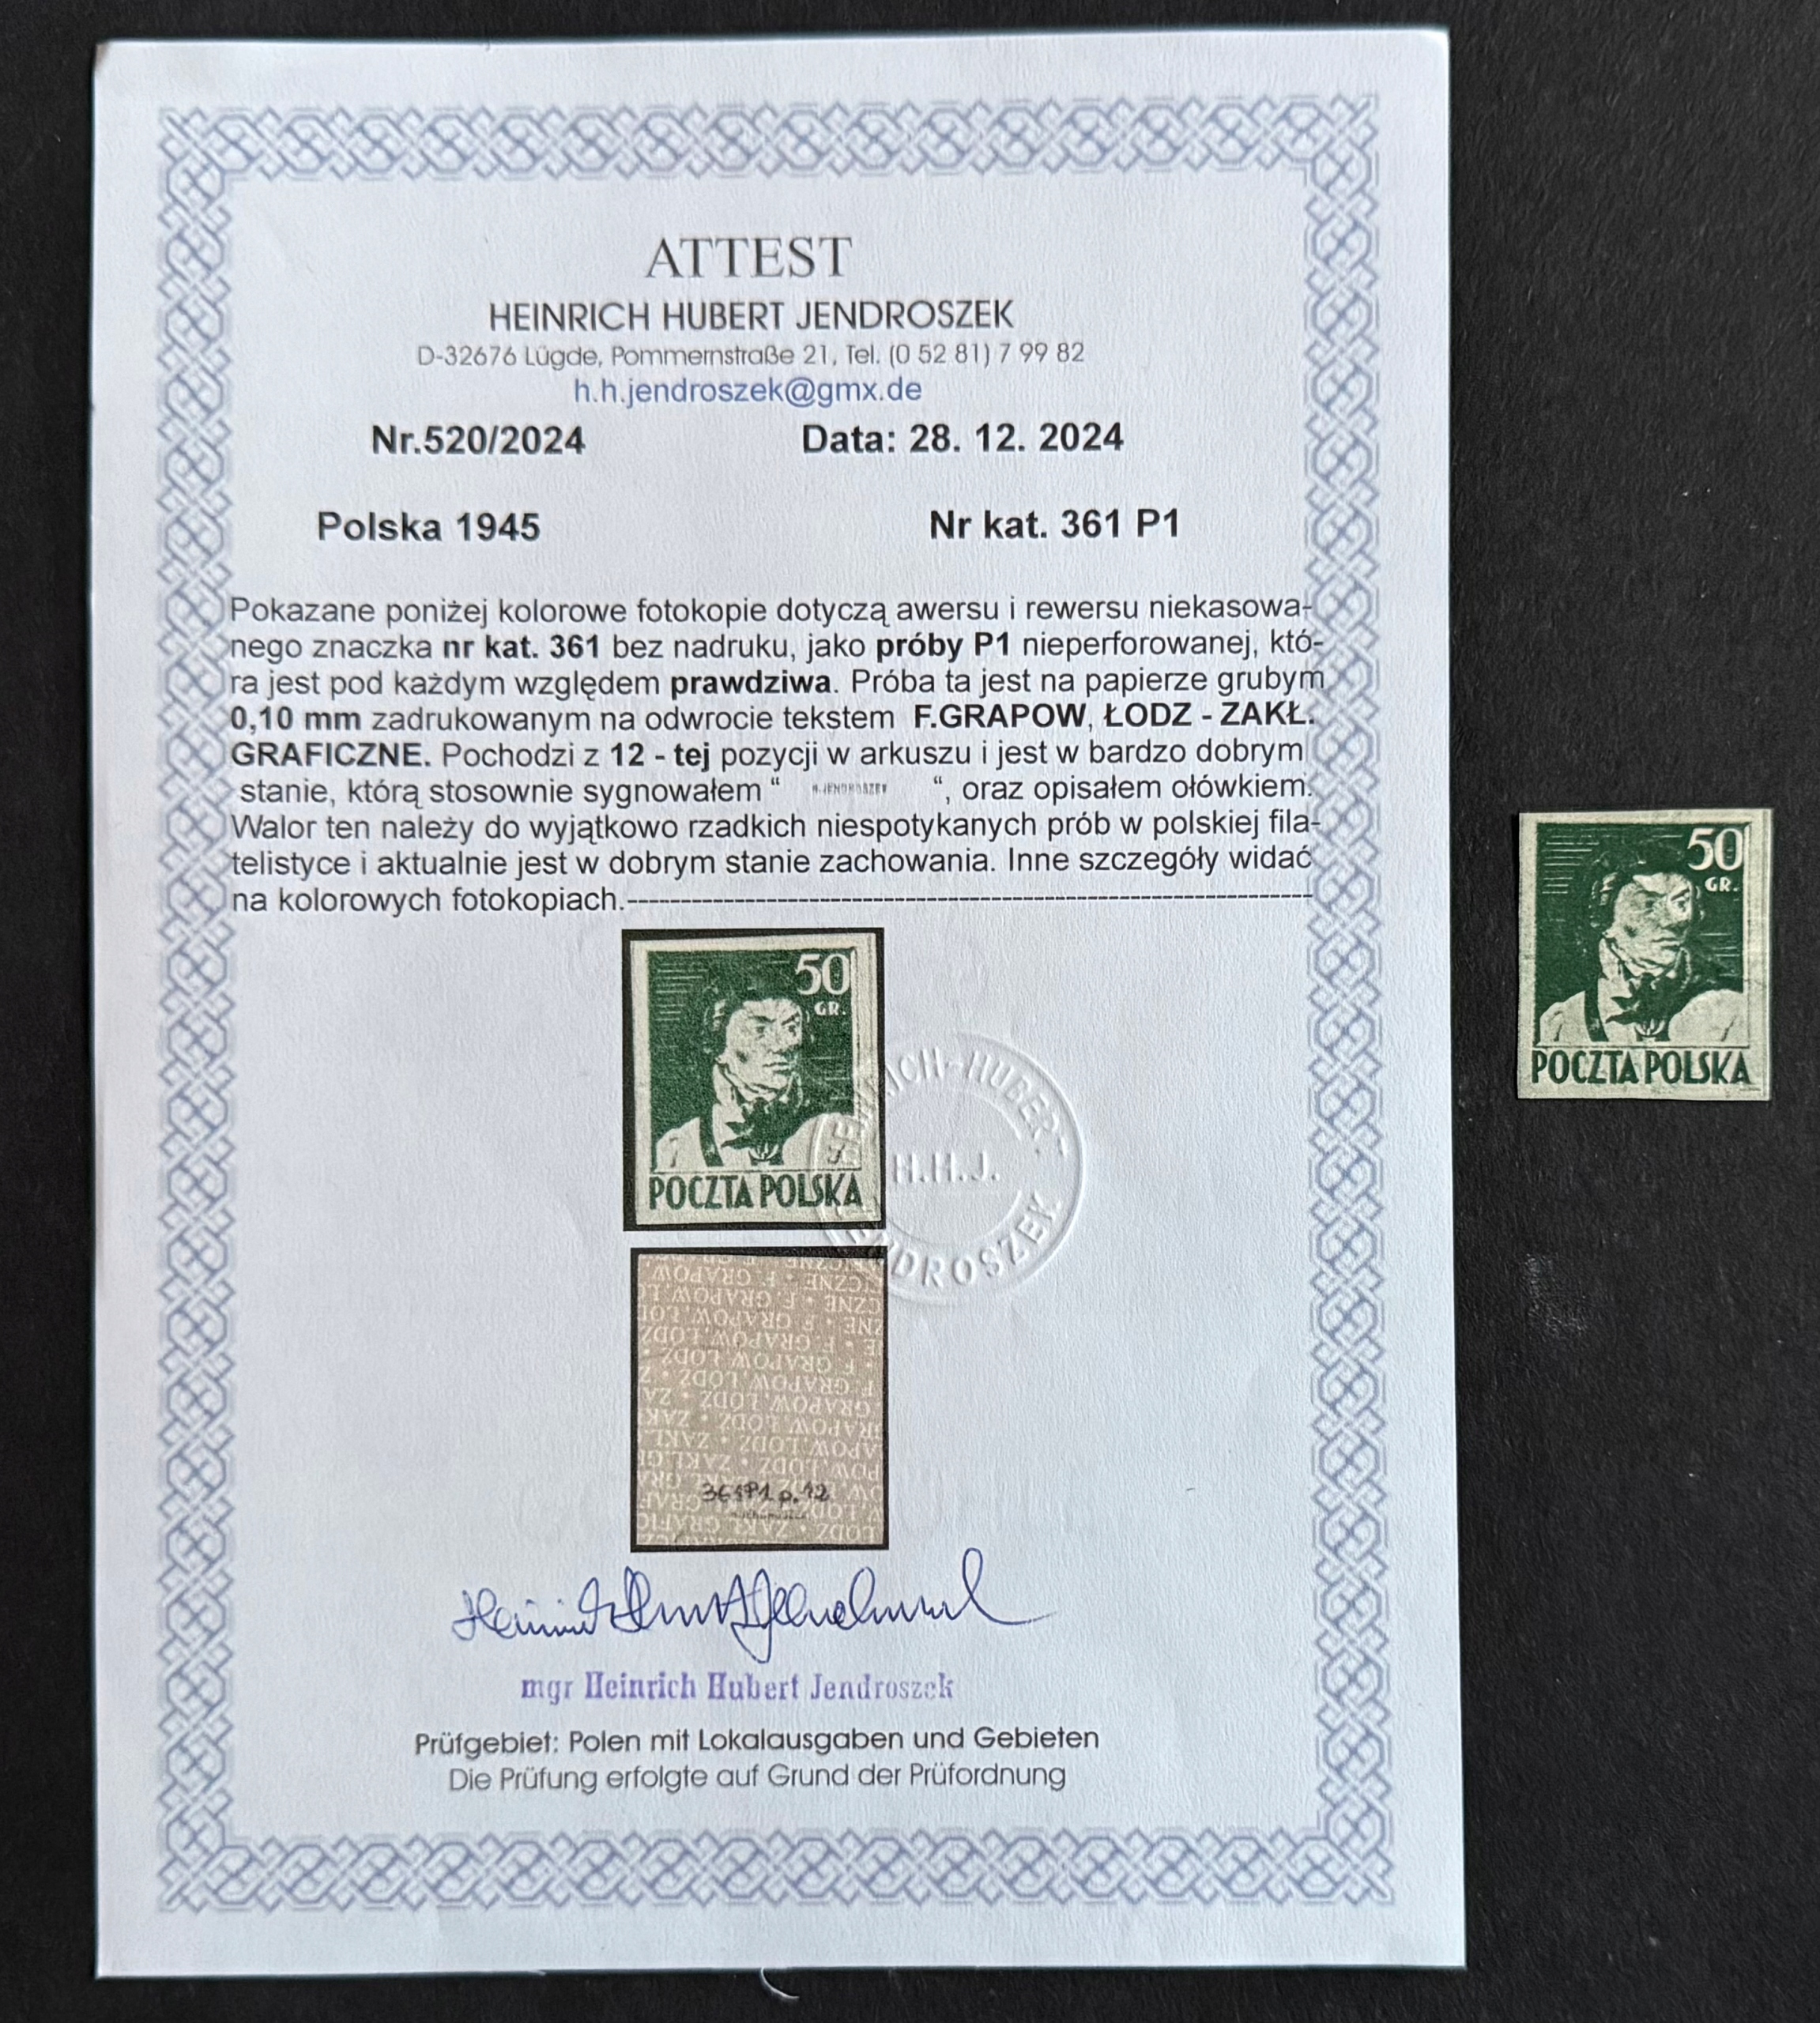 ATTEST
HEINRICH HUBERT JENDROSZEK
D-32676 Lügde, Pommernstraße 21, Tel. (0 52 81) 7 99 82
h.h.jendroszek@gmx.de
Nr.520/2024 Data: 28. 12. 2024
Polska 1945 Nr kat. 361 P1
Pokazane poniżej kolorowe fotokopie dotyczą awersu i rewersu niekasowa-
nego znaczka nr kat. 361 bez nadruku, jako próby P1 nieperforowanej, któ-
ra jest pod każdym względem prawdziwa. Próba ta jest na papierze grubym
0,10 mm zadrukowanym na odwrocie tekstem F.GRAPOW, ŁODZ - ZAKŁ.
GRAFICZNE. Pochodzi z 12 - tej pozycji w arkuszu i jest w bardzo dobrym
stanie, którą stosownie sygnowałem “ H.JENDROSZEK “, oraz opisałem ołówkiem.
Walor ten należy do wyjątkowo rzadkich niespotykanych prób w polskiej fila-
telistyce i aktualnie jest w dobrym stanie zachowania. Inne szczegóły widać
na kolorowych fotokopiach.
50
GR.
POCZTA POLSKA
HEINRICH-HUBERT
H.H.J.
JENDROSZEK
F. GRAPOW
F. GRAPOW, LODZ
361P1 p.12
mgr Heinrich Hubert Jendroszek
Prüfgebiet: Polen mit Lokalausgaben und Gebieten
Die Prüfung erfolgte auf Grund der Prüfordnung
50
GR.
POCZTA POLSKA